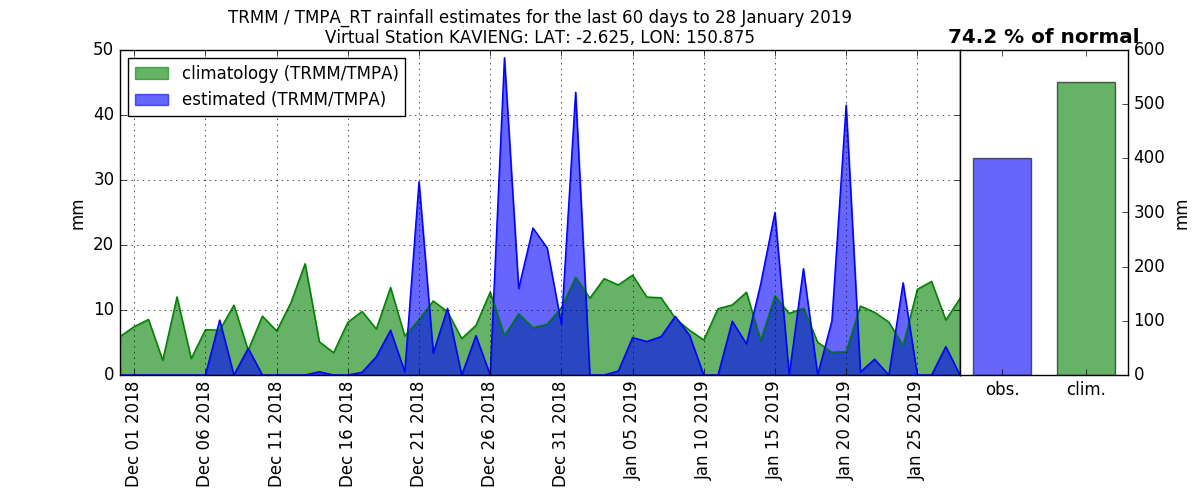 TRMM / TMPA_RT rainfall estimates for the last 60 days to 28 January 2019
Virtual Station KAVIENG: LAT: -2.625, LON: 150.875
74.2 % of normal
climatology (TRMM/TMPA)
estimated (TRMM/TMPA)
50
40
30
20
10
0
mm
Dec 01 2018
Dec 06 2018
Dec 11 2018
Dec 16 2018
Dec 21 2018
Dec 26 2018
Dec 31 2018
Jan 05 2019
Jan 10 2019
Jan 15 2019
Jan 20 2019
Jan 25 2019
obs.
clim.
600
500
400
300
200
100
0
mm